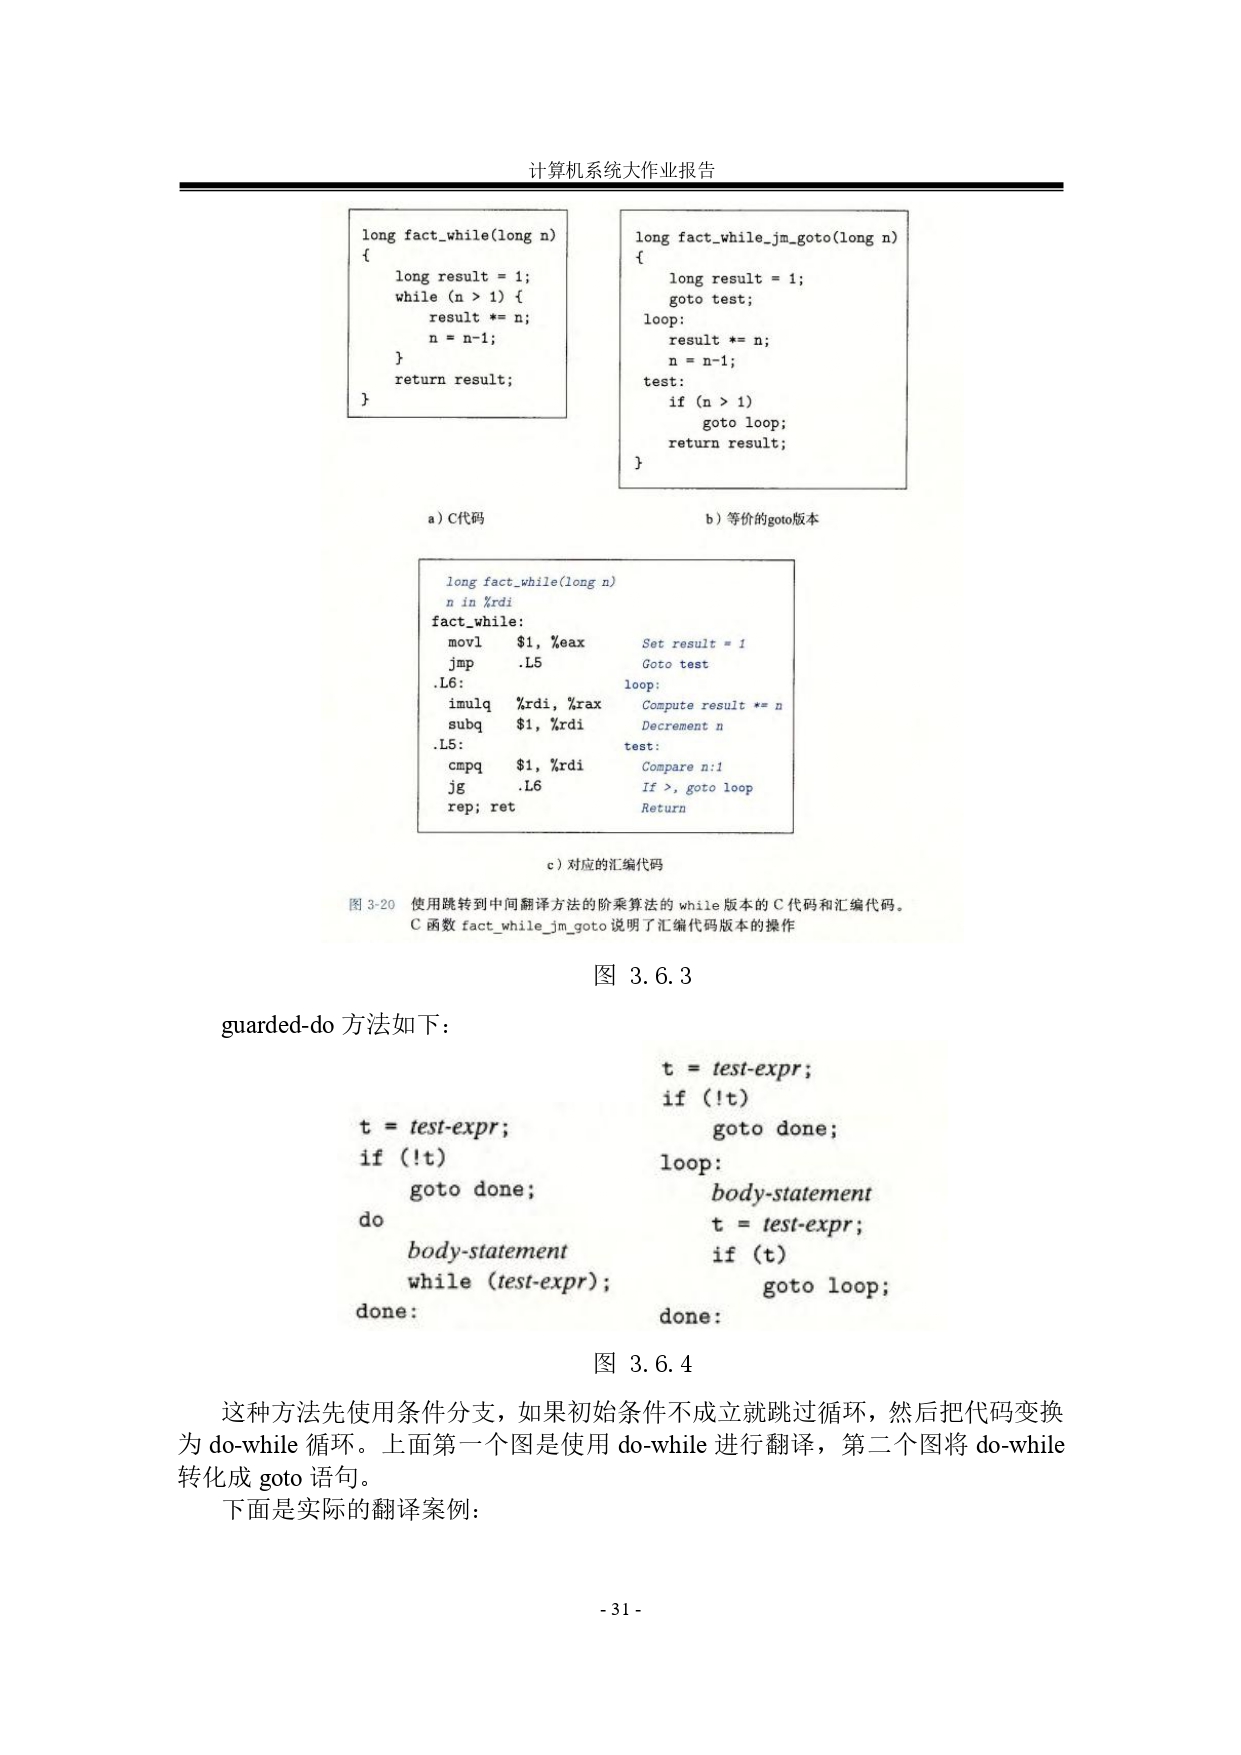 计算机系统大作业报告
long fact_while(long n)
{
    long result = 1;
    while (n > 1) {
        result *= n;
        n = n-1;
    }
    return result;
}
a）C代码
long fact_while_jm_goto(long n)
{
    long result = 1;
    goto test;
 loop:
    result *= n;
    n = n-1;
 test:
    if (n > 1)
        goto loop;
    return result;
}
b）等价的goto版本
long fact_while(long n)
n in %rdi
fact_while:
  movl    $1, %eax    Set result = 1
  jmp     .L5    Goto test
.L6:    loop:
  imulq   %rdi, %rax    Compute result *= n
  subq    $1, %rdi    Decrement n
.L5:    test:
  cmpq    $1, %rdi    Compare n:1
  jg      .L6    If >, goto loop
  rep; ret    Return
c）对应的汇编代码
图 3-20 使用跳转到中间翻译方法的阶乘算法的 while 版本的 C 代码和汇编代码。
C 函数 fact_while_jm_goto 说明了汇编代码版本的操作
图 3.6.3
guarded-do 方法如下：
t = test-expr;
if (!t)
    goto done;
do
    body-statement
    while (test-expr);
done:
t = test-expr;
if (!t)
    goto done;
loop:
    body-statement
    t = test-expr;
    if (t)
        goto loop;
done:
图 3.6.4
这种方法先使用条件分支，如果初始条件不成立就跳过循环，然后把代码变换
为 do-while 循环。上面第一个图是使用 do-while 进行翻译，第二个图将 do-while
转化成 goto 语句。
下面是实际的翻译案例：
- 31 -